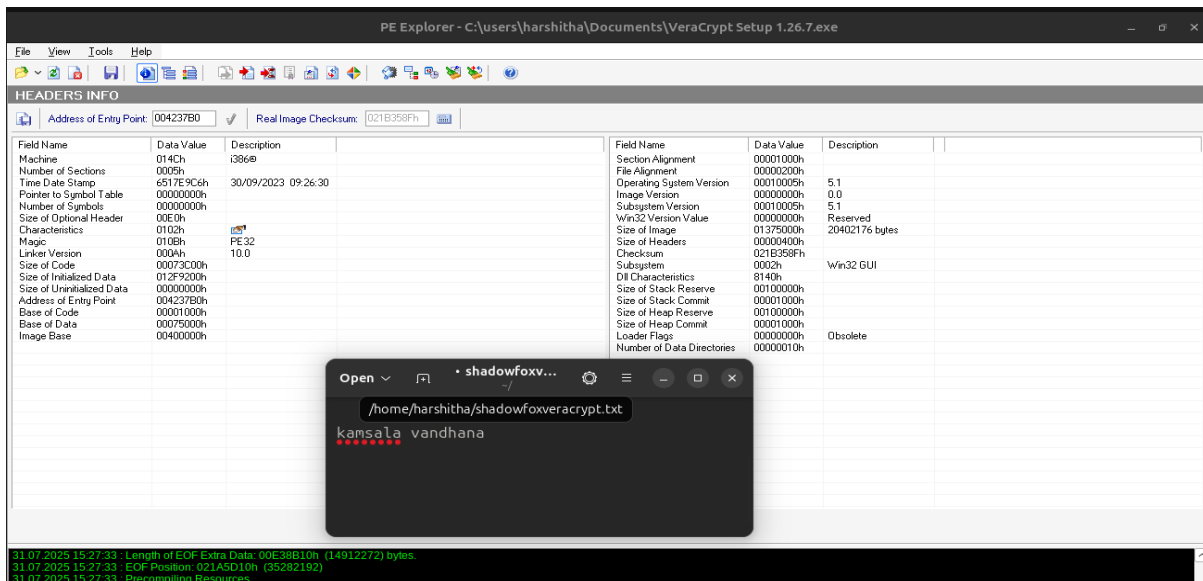 PE Explorer - C:\users\harshitha\Documents\VeraCrypt Setup 1.26.7.exe
File View Tools Help
HEADERS INFO
Address of Entry Point: 004237B0 Real Image Checksum: 021B358Fh
Field Name Data Value Description
Machine 014Ch i386®
Number of Sections 0005h
Time Date Stamp 6517E9C6h 30/09/2023 09:26:30
Pointer to Symbol Table 00000000h
Number of Symbols 00000000h
Size of Optional Header 00E0h
Characteristics 0102h
Magic 010Bh PE32
Linker Version 000Ah 10.0
Size of Code 00073C00h
Size of Initialized Data 012F9200h
Size of Uninitialized Data 00000000h
Address of Entry Point 004237B0h
Base of Code 00001000h
Base of Data 00075000h
Image Base 00400000h
Field Name Data Value Description
Section Alignment 00001000h
File Alignment 00000200h
Operating System Version 00010005h 5.1
Image Version 00000000h 0.0
Subsystem Version 00010005h 5.1
Win32 Version Value 00000000h Reserved
Size of Image 01375000h 20402176 bytes
Size of Headers 00000400h
Checksum 021B358Fh
Subsystem 0002h Win32 GUI
Dll Characteristics 8140h
Size of Stack Reserve 00100000h
Size of Stack Commit 00001000h
Size of Heap Reserve 00100000h
Size of Heap Commit 00001000h
Loader Flags 00000000h Obsolete
Number of Data Directories 00000010h
Open • shadowfoxv...
~/
/home/harshitha/shadowfoxveracrypt.txt
kamsala vandhana
31.07.2025 15:27:33 : Length of EOF Extra Data: 00E38B10h (14912272) bytes.
31.07.2025 15:27:33 : EOF Position: 021A5D10h (35282192)
31.07.2025 15:27:33 : Precompiling Resources